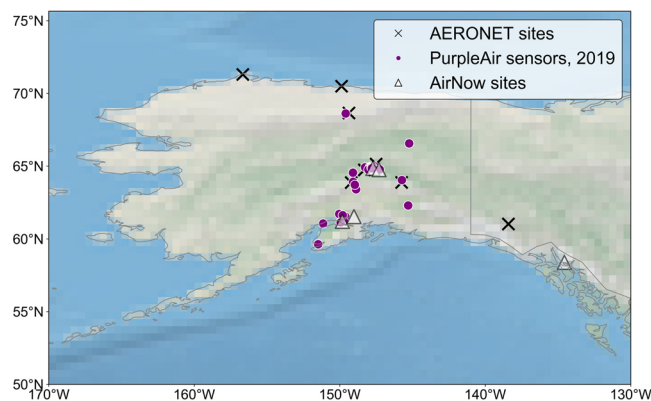 75°N
AERONET sites
PurpleAir sensors, 2019
AirNow sites
70°N
65°N
60°N
55°N
50°N
170°W
160°W
150°W
140°W
130°W